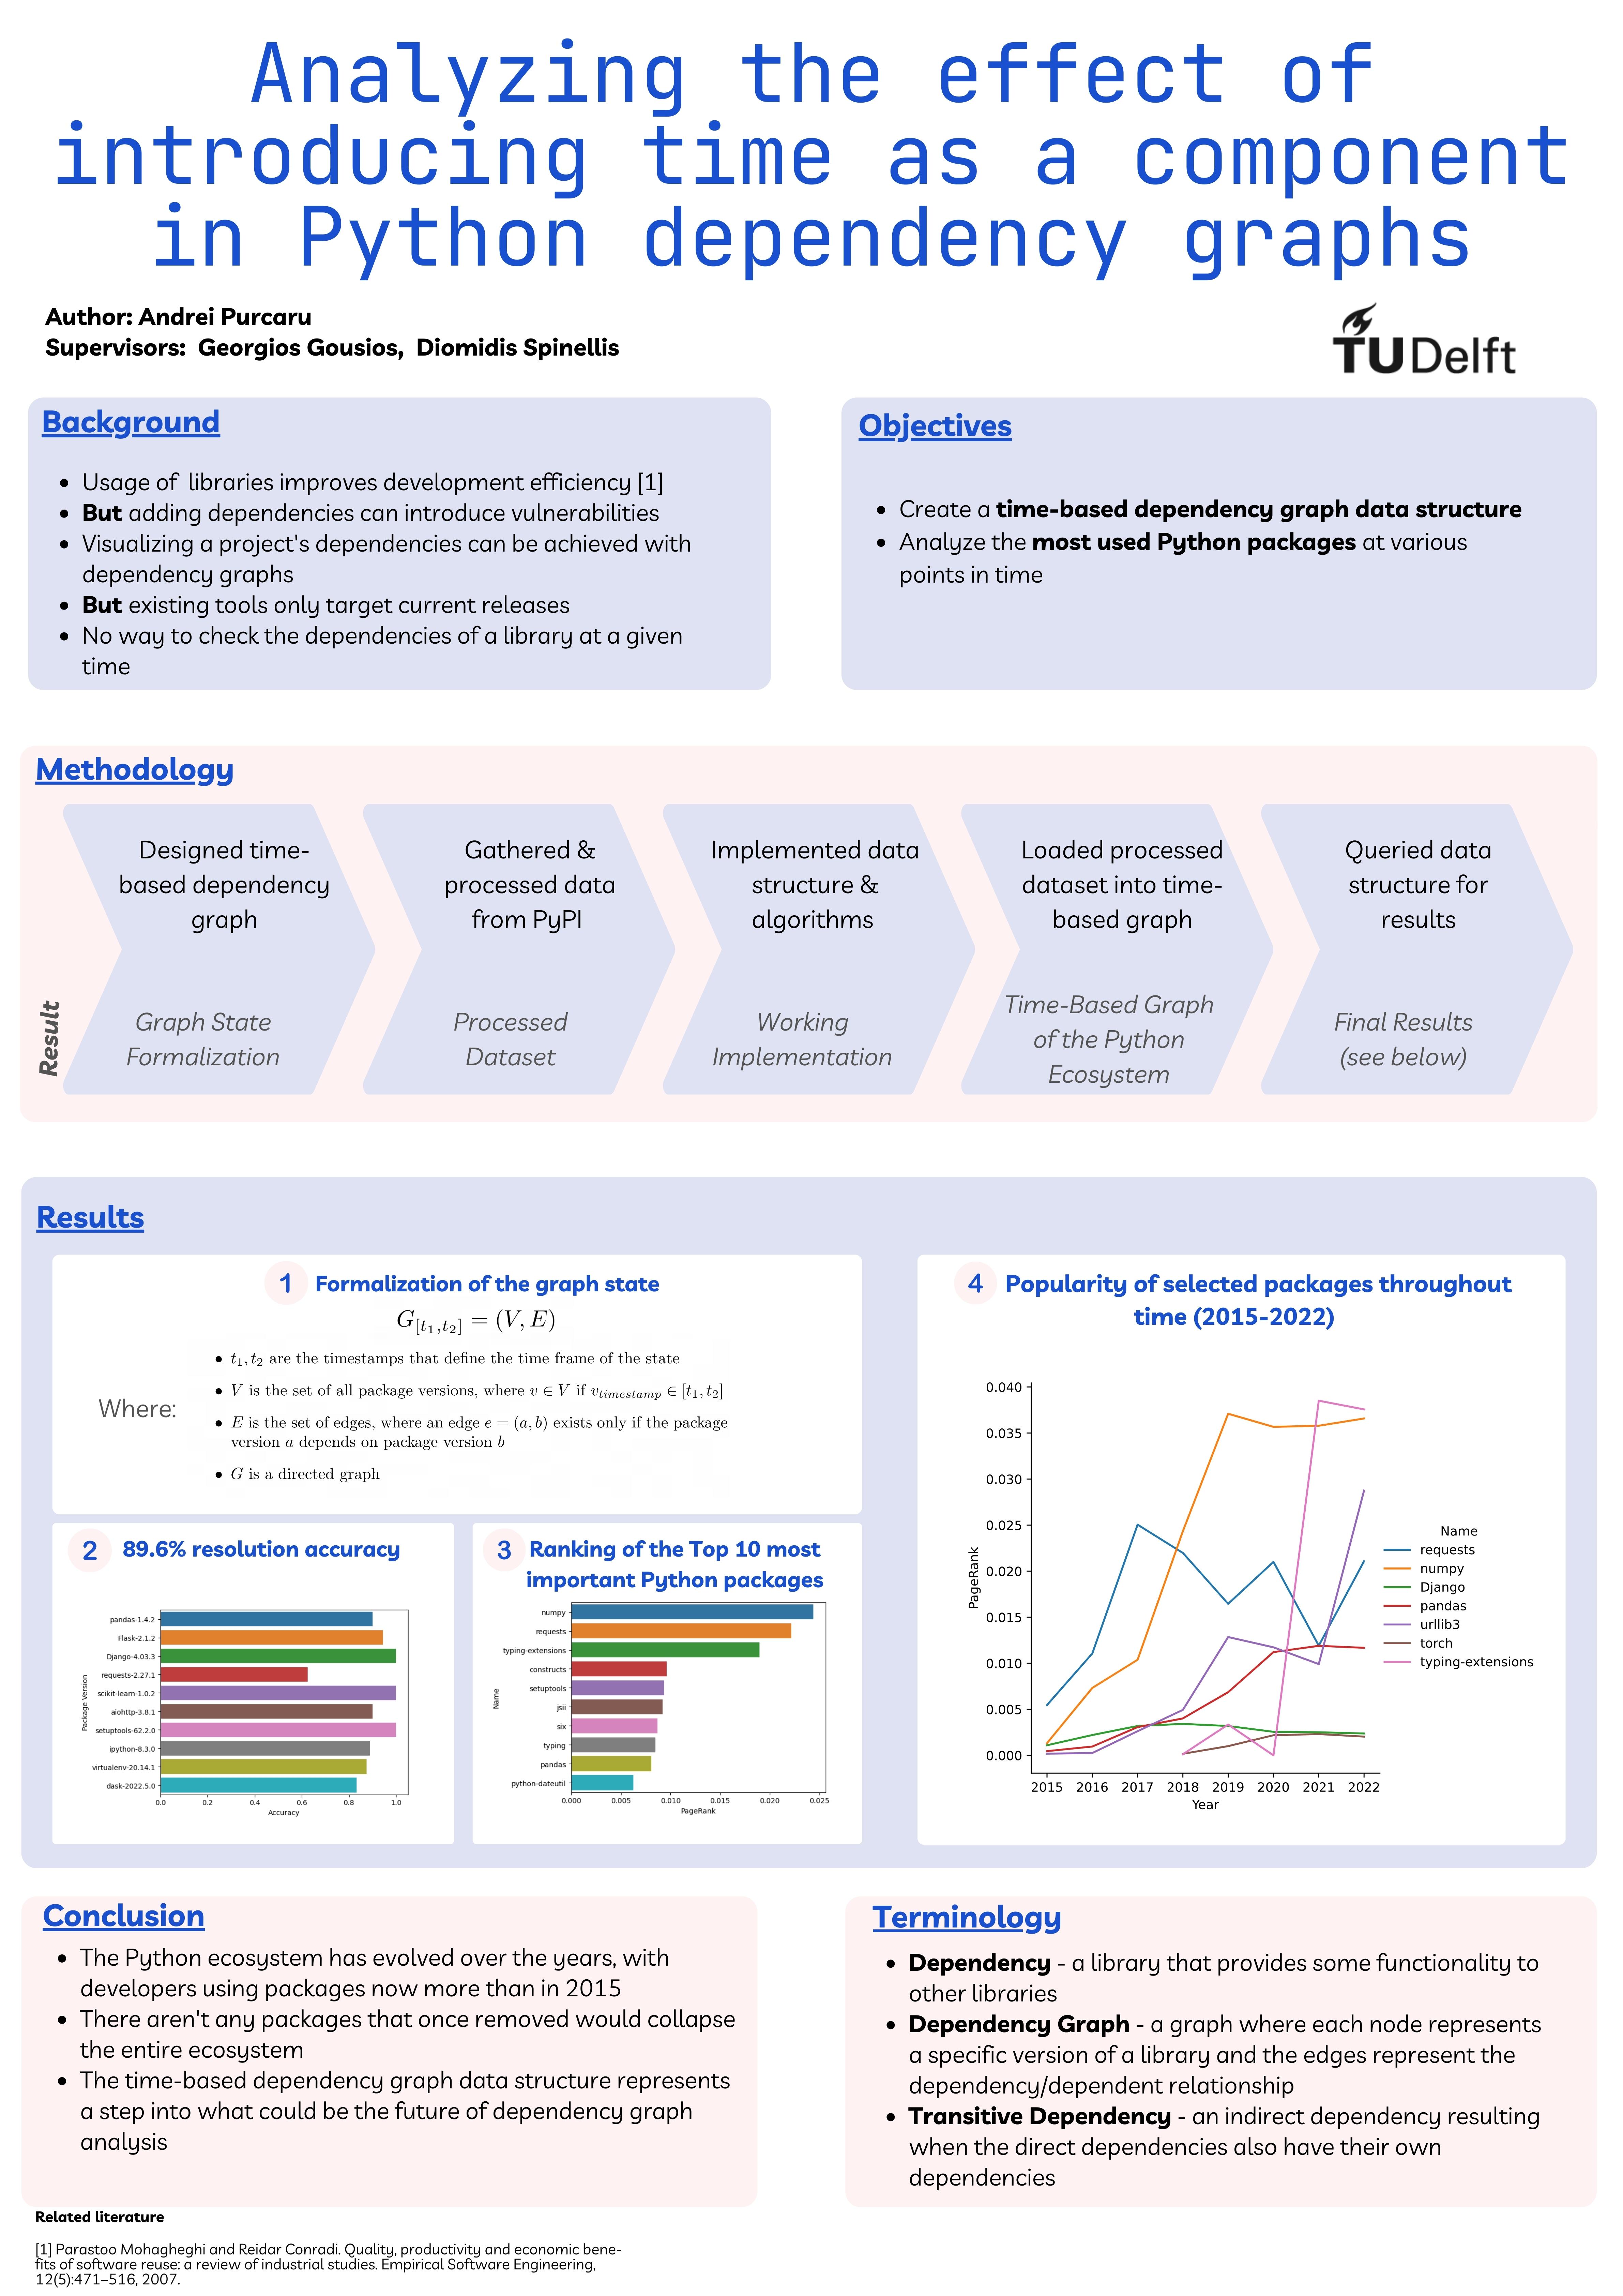 Analyzing the effect of
introducing time as a component
in Python dependency graphs
Author: Andrei Purcaru
Supervisors: Georgios Gousios, Diomidis Spinellis
TUDelft
Background
• Usage of libraries improves development efficiency [1]
• But adding dependencies can introduce vulnerabilities
• Visualizing a project's dependencies can be achieved with
dependency graphs
• But existing tools only target current releases
• No way to check the dependencies of a library at a given
time
Objectives
• Create a time-based dependency graph data structure
• Analyze the most used Python packages at various
points in time
Methodology
Designed time-
based dependency
graph
Gathered &
processed data
from PyPI
Implemented data
structure &
algorithms
Loaded processed
dataset into time-
based graph
Queried data
structure for
results
Result
Graph State
Formalization
Processed
Dataset
Working
Implementation
Time-Based Graph
of the Python
Ecosystem
Final Results
(see below)
Results
1 Formalization of the graph state
G[t1,t2] = (V, E)
Where:
• t1, t2 are the timestamps that define the time frame of the state
• V is the set of all package versions, where v ∈ V if vtimestamp ∈ [t1, t2]
• E is the set of edges, where an edge e = (a, b) exists only if the package
version a depends on package version b
• G is a directed graph
2 89.6% resolution accuracy
Package Version
pandas-1.4.2
Flask-2.1.2
Django-4.03.3
requests-2.27.1
scikit-learn-1.0.2
aiohttp-3.8.1
setuptools-62.2.0
ipython-8.3.0
virtualenv-20.14.1
dask-2022.5.0
0.0 0.2 0.4 0.6 0.8 1.0
Accuracy
3 Ranking of the Top 10 most
important Python packages
Name
numpy
requests
typing-extensions
constructs
setuptools
jsii
six
typing
pandas
python-dateutil
0.000 0.005 0.010 0.015 0.020 0.025
PageRank
4 Popularity of selected packages throughout
time (2015-2022)
PageRank
0.040
0.035
0.030
0.025
0.020
0.015
0.010
0.005
0.000
2015 2016 2017 2018 2019 2020 2021 2022
Year
Name
requests
numpy
Django
pandas
urllib3
torch
typing-extensions
Conclusion
• The Python ecosystem has evolved over the years, with
developers using packages now more than in 2015
• There aren't any packages that once removed would collapse
the entire ecosystem
• The time-based dependency graph data structure represents
a step into what could be the future of dependency graph
analysis
Terminology
• Dependency - a library that provides some functionality to
other libraries
• Dependency Graph - a graph where each node represents
a specific version of a library and the edges represent the
dependency/dependent relationship
• Transitive Dependency - an indirect dependency resulting
when the direct dependencies also have their own
dependencies
Related literature
[1] Parastoo Mohagheghi and Reidar Conradi. Quality, productivity and economic bene-
fits of software reuse: a review of industrial studies. Empirical Software Engineering,
12(5):471–516, 2007.